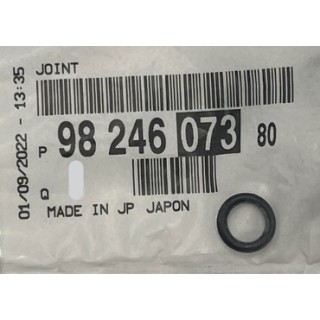 JOINT
P 98 246 073 80
Q
MADE IN JP JAPON
01/09/2022 - 13:35